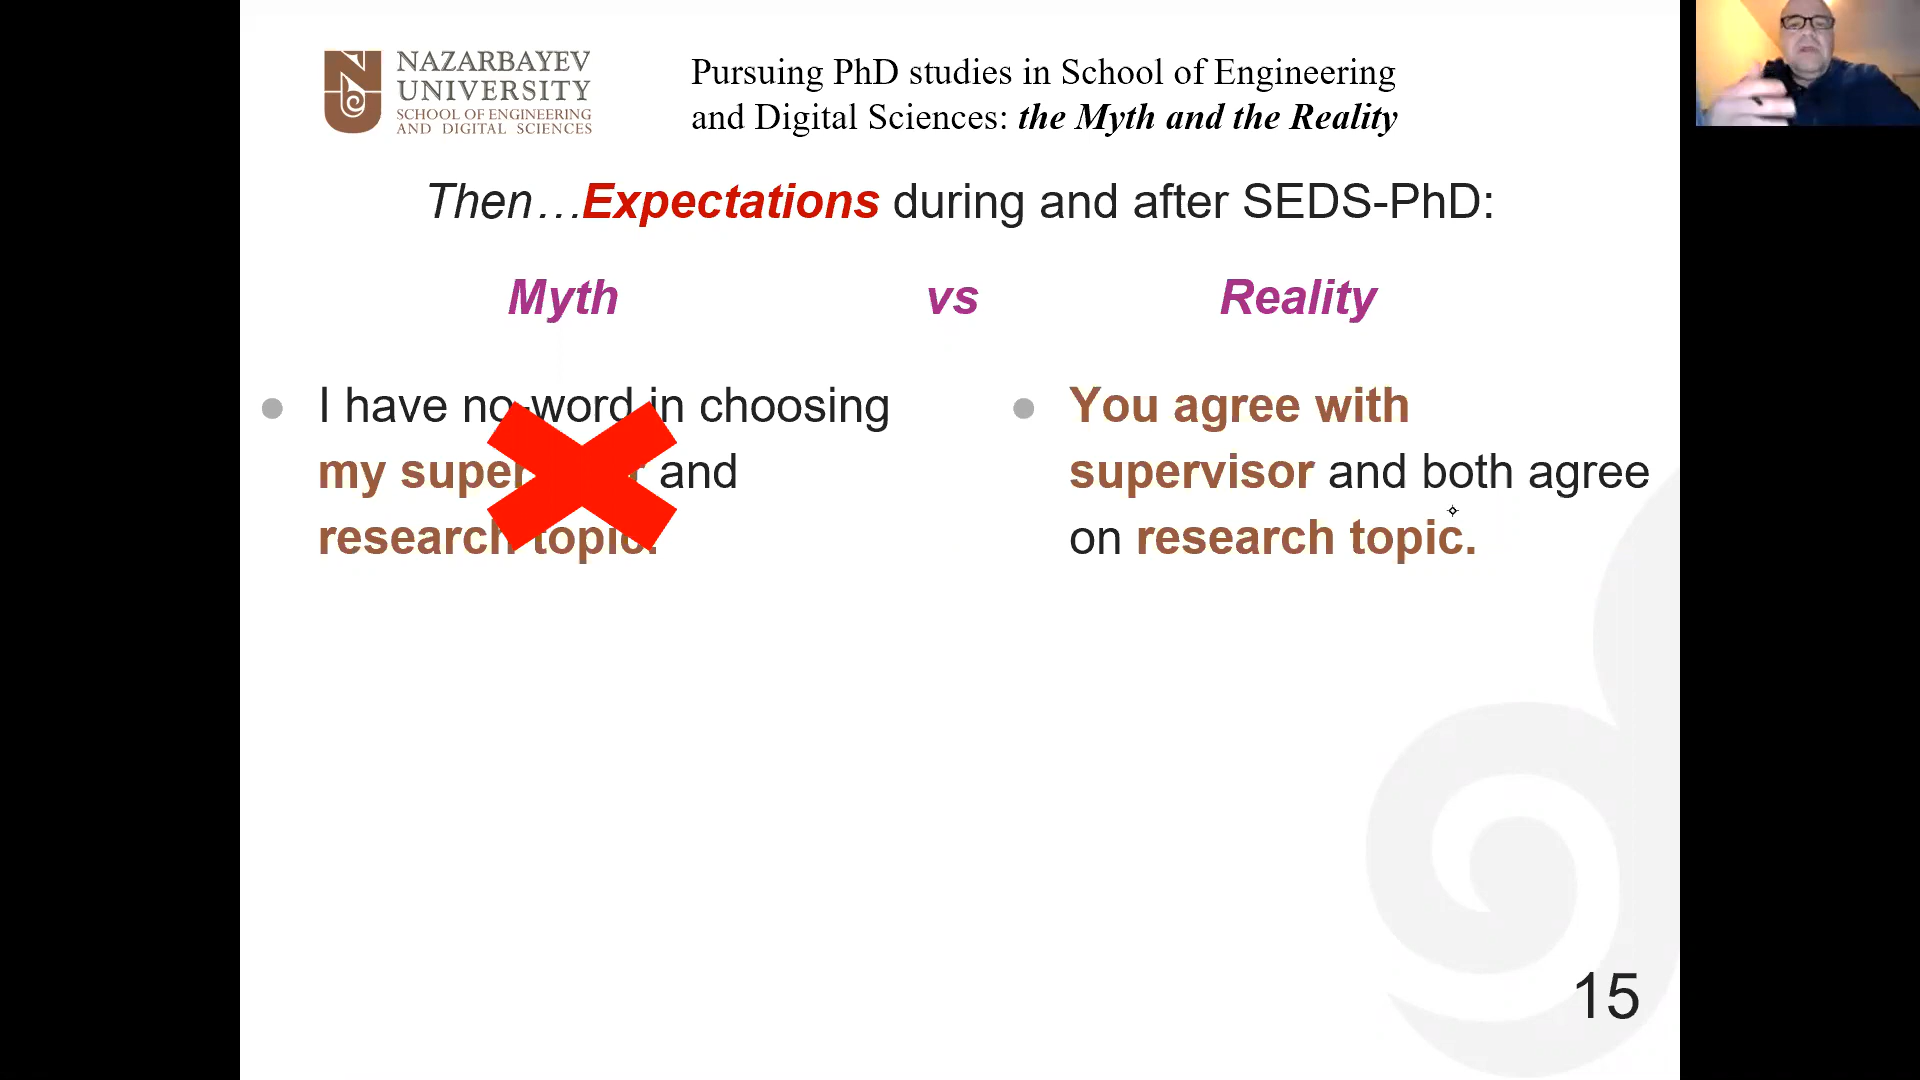 NAZARBAYEV
UNIVERSITY
SCHOOL OF ENGINEERING
AND DIGITAL SCIENCES
Pursuing PhD studies in School of Engineering
and Digital Sciences: the Myth and the Reality
Then…Expectations during and after SEDS-PhD:
Myth vs Reality
I have no-word in choosing
my supervisor and
research topic.
You agree with
supervisor and both agree
on research topic.
15